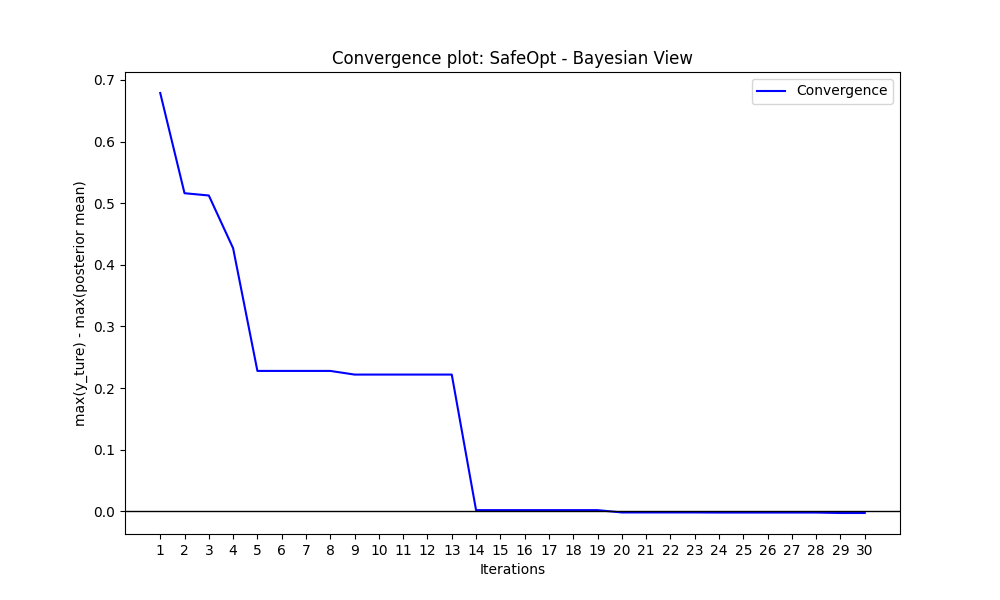 Convergence plot: SafeOpt - Bayesian View
Convergence
max(y_ture) - max(posterior mean)
0.7
0.6
0.5
0.4
0.3
0.2
0.1
0.0
1 2 3 4 5 6 7 8 9 10 11 12 13 14 15 16 17 18 19 20 21 22 23 24 25 26 27 28 29 30
Iterations